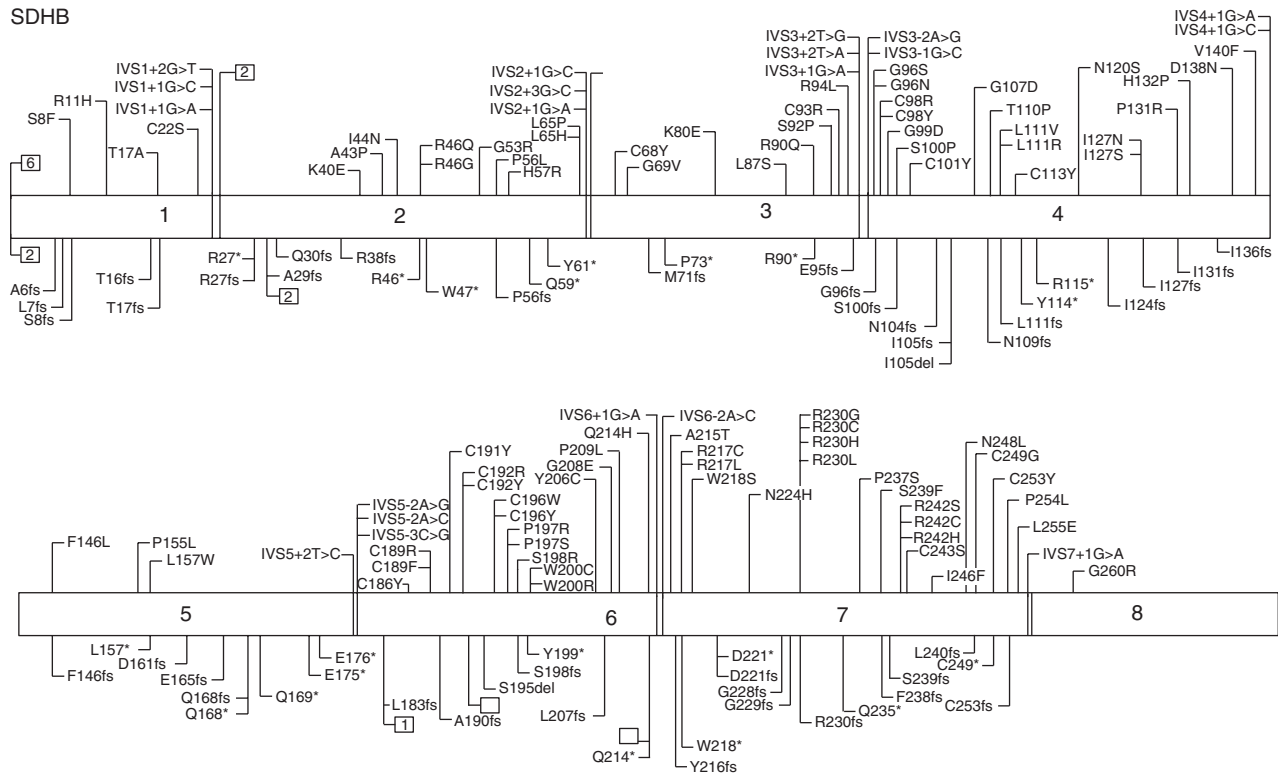 SDHB
IVS1+2G>T
IVS1+1G>C
IVS1+1G>A
R11H
S8F
C22S
T17A
6
2
IVS2+1G>C
IVS2+3G>C
IVS2+1G>A
L65P
L65H
I44N
A43P
K40E
R46Q
R46G
G53R
P56L
H57R
C68Y
G69V
K80E
IVS3+2T>G
IVS3+2T>A
IVS3+1G>A
R94L
C93R
S92P
R90Q
L87S
IVS3-2A>G
IVS3-1G>C
G96S
G96N
C98R
C98Y
G99D
S100P
C101Y
G107D
T110P
L111V
L111R
C113Y
N120S
I127N
I127S
IVS4+1G>A
IVS4+1G>C
V140F
D138N
H132P
P131R
1
2
3
4
2
A6fs
L7fs
S8fs
T16fs
T17fs
R27*
R27fs
Q30fs
A29fs
2
R38fs
R46*
W47*
Y61*
Q59*
P56fs
P73*
M71fs
R90*
E95fs
G96fs
S100fs
N104fs
I105fs
I105del
R115*
Y114*
L111fs
N109fs
I136fs
I131fs
I127fs
I124fs
F146L
P155L
L157W
IVS5+2T>C
IVS5-2A>G
IVS5-2A>C
IVS5-3C>G
C189R
C189F
C186Y
C191Y
C192R
C192Y
C196W
C196Y
P197R
P197S
S198R
W200C
W200R
IVS6+1G>A
Q214H
P209L
G208E
Y206C
IVS6-2A>C
A215T
R217C
R217L
W218S
N224H
R230G
R230C
R230H
R230L
P237S
S239F
R242S
R242C
R242H
C243S
I246F
N248L
C249G
C253Y
P254L
L255E
IVS7+1G>A
G260R
5
6
7
8
F146fs
L157*
D161fs
E165fs
Q168fs
Q168*
Q169*
E176*
E175*
L183fs
1
A190fs
S195del
Y199*
S198fs
L207fs
Q214*
W218*
Y216fs
D221*
D221fs
G228fs
G229fs
R230fs
Q235*
F238fs
S239fs
L240fs
C249*
C253fs